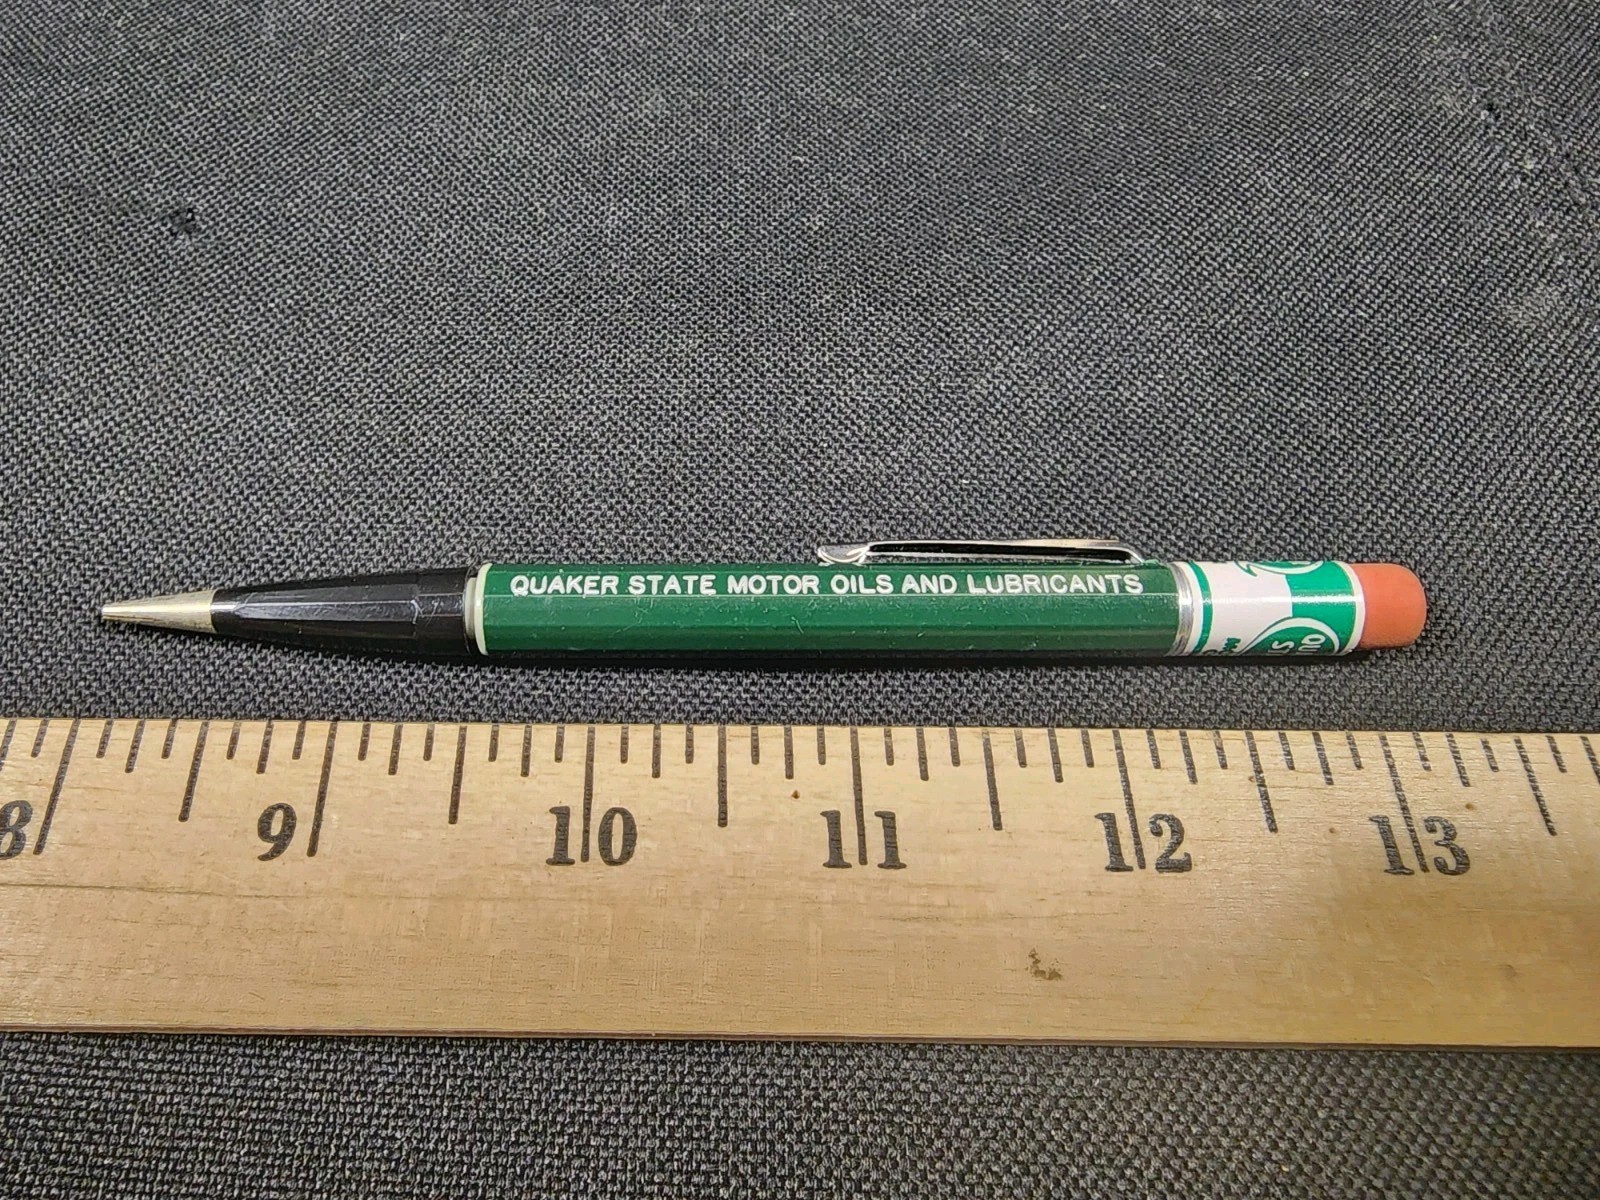 QUAKER STATE MOTOR OILS AND LUBRICANTS
8 9 10 11 12 13